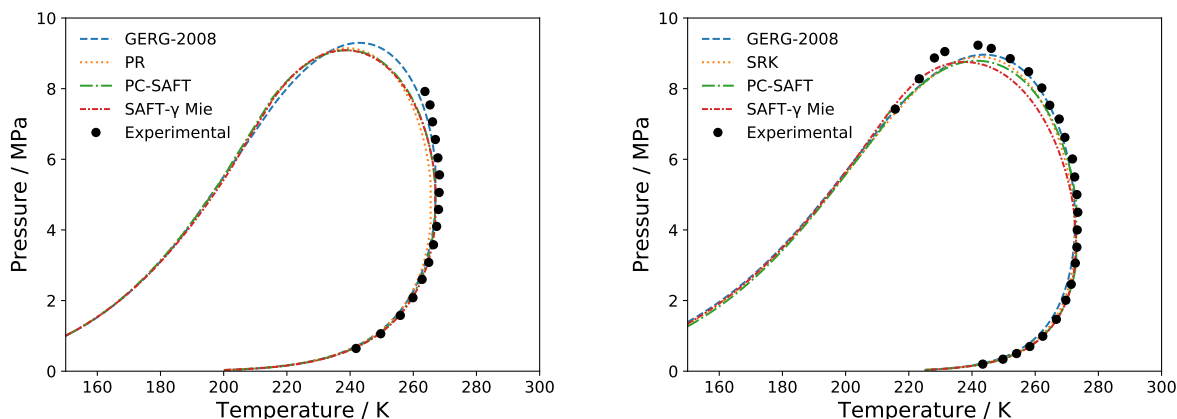 10
8
6
4
2
0
Pressure / MPa
GERG-2008
PR
PC-SAFT
SAFT-γ Mie
Experimental
160 180 200 220 240 260 280 300
Temperature / K
10
8
6
4
2
0
Pressure / MPa
GERG-2008
SRK
PC-SAFT
SAFT-γ Mie
Experimental
160 180 200 220 240 260 280 300
Temperature / K